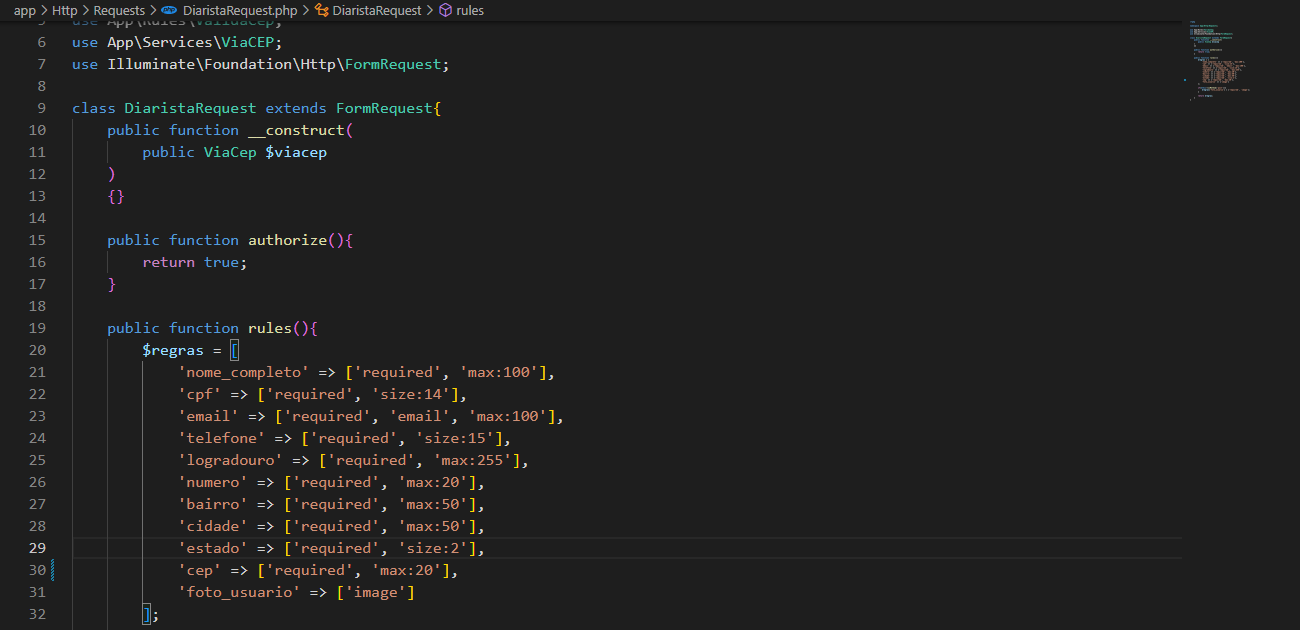 app > Http > Requests > DiaristaRequest.php > DiaristaRequest > rules
5 use App\Rules\ValidaCep;
6 use App\Services\ViaCEP;
7 use Illuminate\Foundation\Http\FormRequest;
8
9 class DiaristaRequest extends FormRequest{
10 public function __construct(
11 public ViaCep $viacep
12 )
13 {}
14
15 public function authorize(){
16 return true;
17 }
18
19 public function rules(){
20 $regras = [
21 'nome_completo' => ['required', 'max:100'],
22 'cpf' => ['required', 'size:14'],
23 'email' => ['required', 'email', 'max:100'],
24 'telefone' => ['required', 'size:15'],
25 'logradouro' => ['required', 'max:255'],
26 'numero' => ['required', 'max:20'],
27 'bairro' => ['required', 'max:50'],
28 'cidade' => ['required', 'max:50'],
29 'estado' => ['required', 'size:2'],
30 'cep' => ['required', 'max:20'],
31 'foto_usuario' => ['image']
32 ];